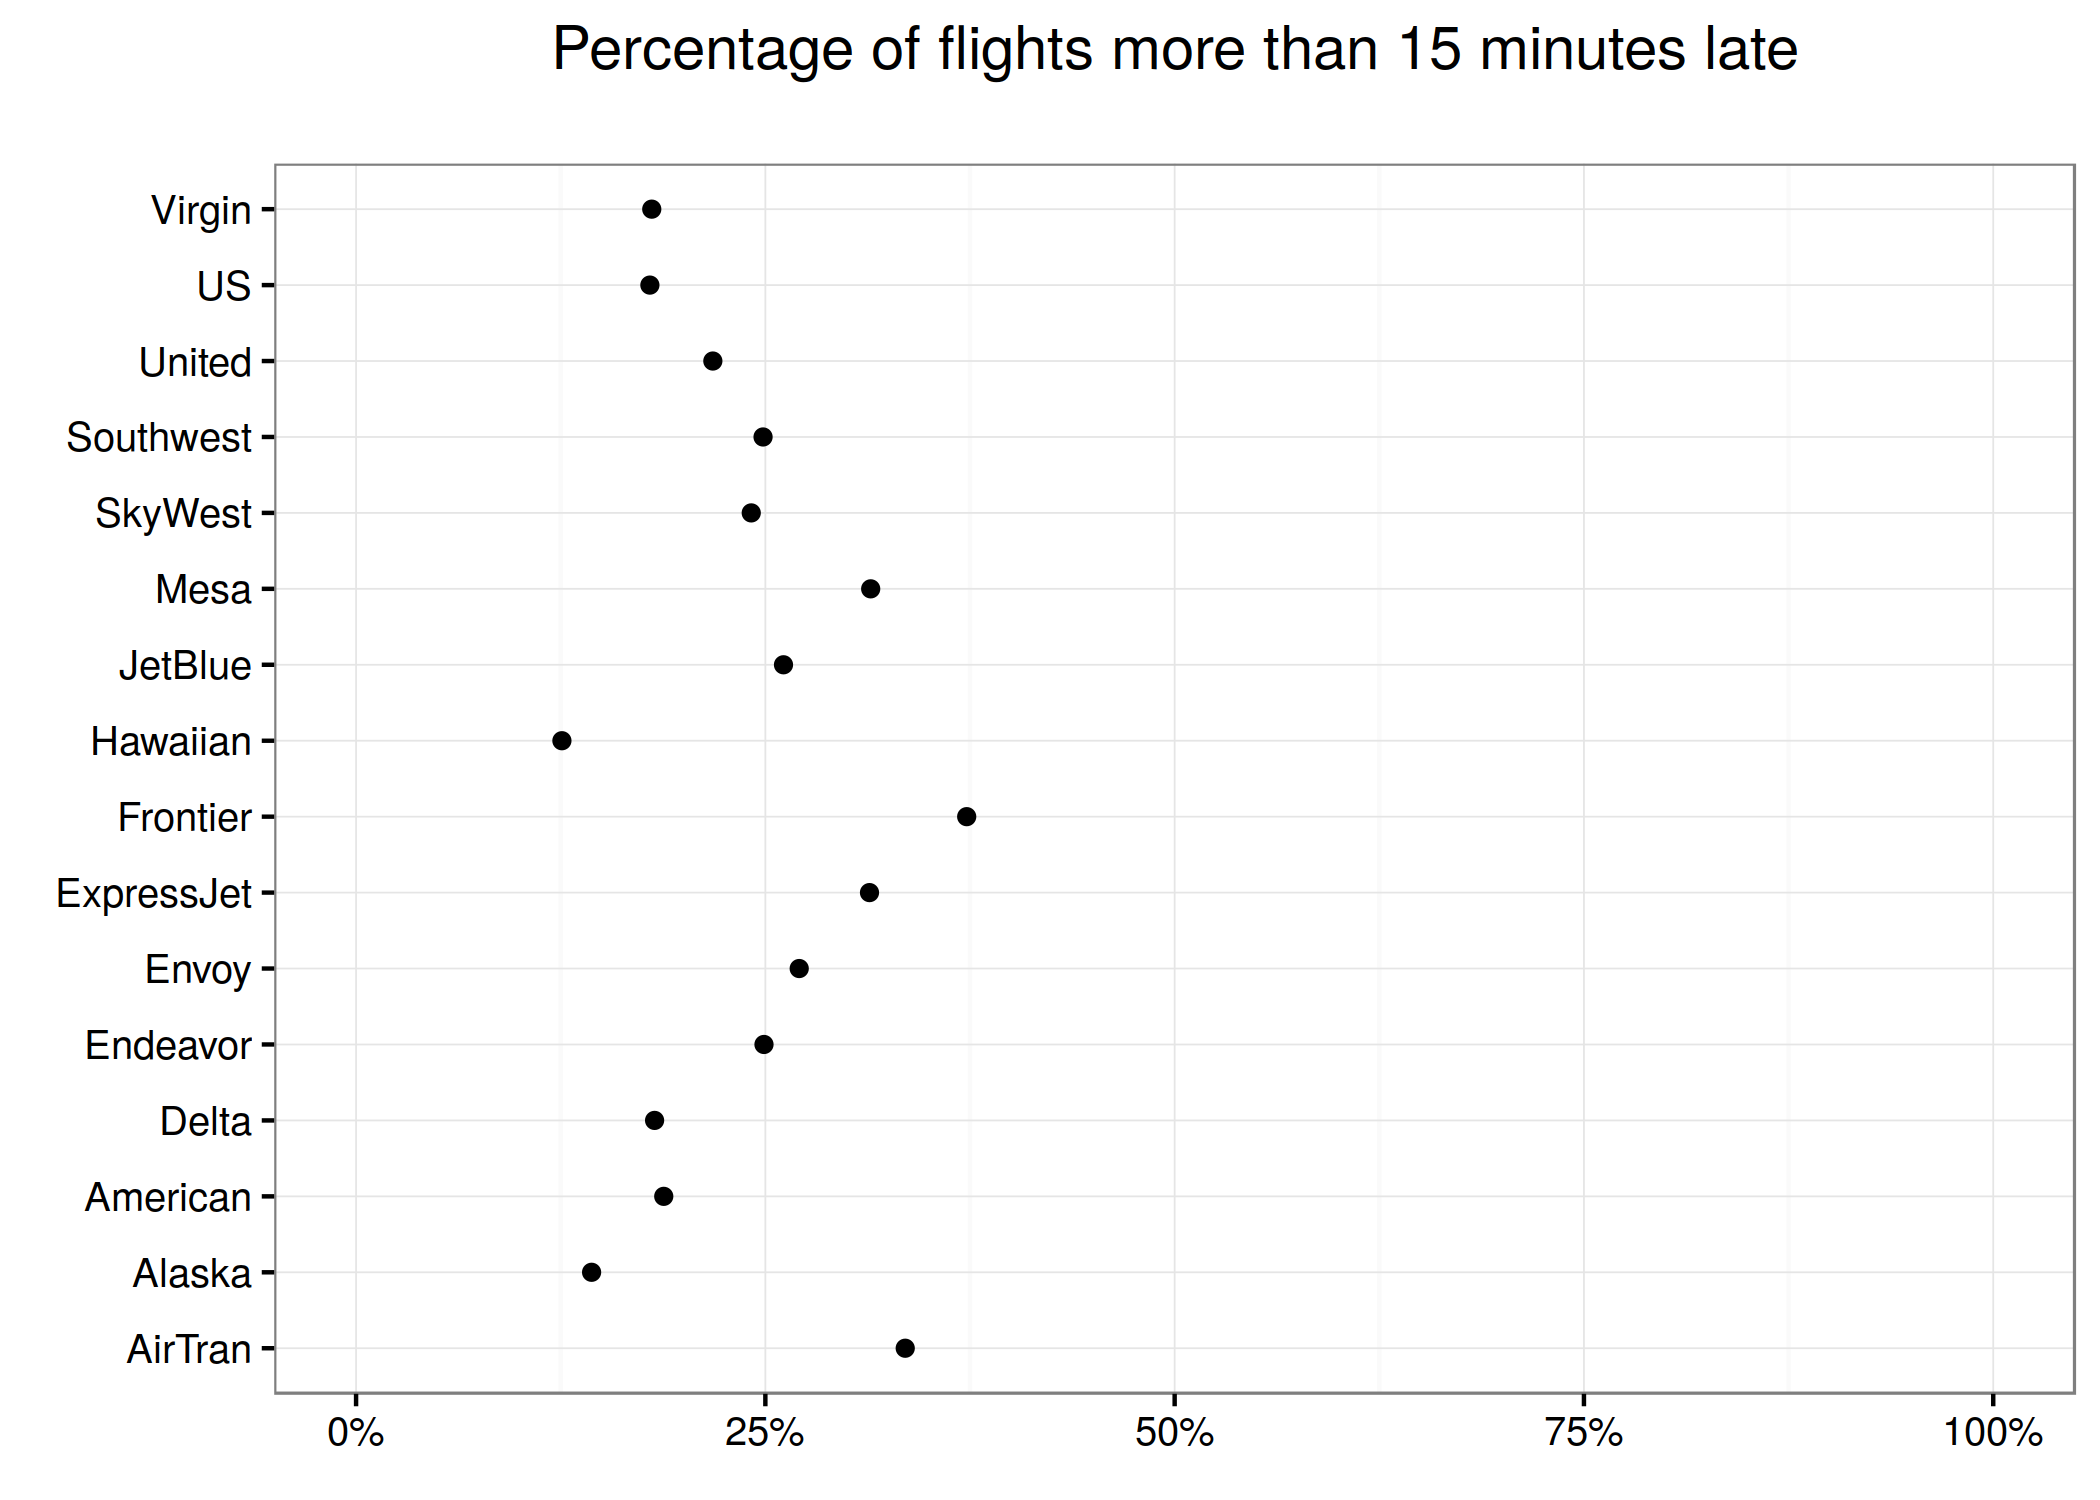 Percentage of flights more than 15 minutes late
Virgin
US
United
Southwest
SkyWest
Mesa
JetBlue
Hawaiian
Frontier
ExpressJet
Envoy
Endeavor
Delta
American
Alaska
AirTran
0% 25% 50% 75% 100%